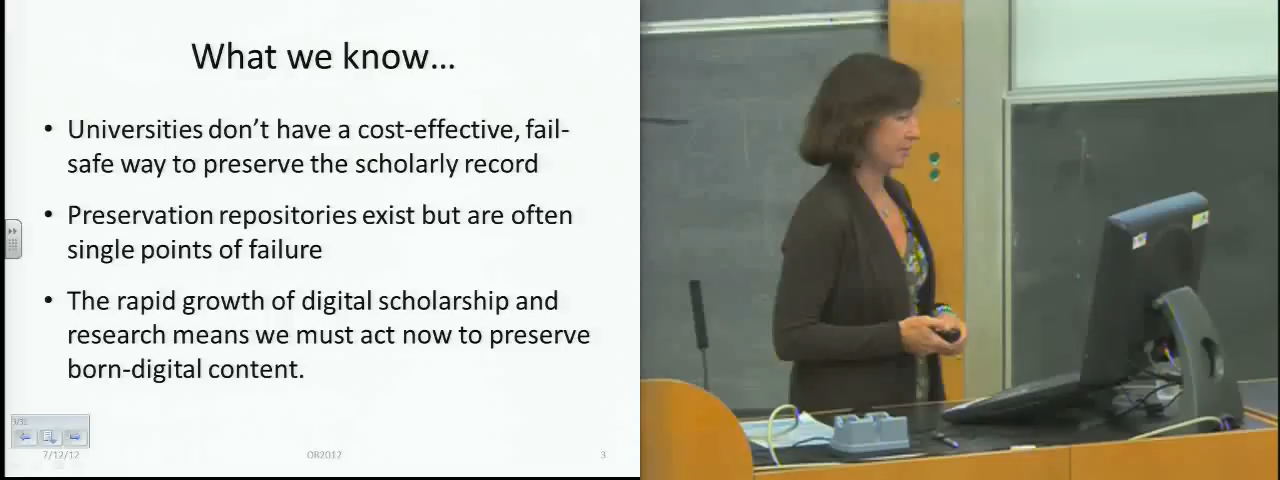 What we know…
• Universities don't have a cost-effective, fail-
safe way to preserve the scholarly record
• Preservation repositories exist but are often
single points of failure
• The rapid growth of digital scholarship and
research means we must act now to preserve
born-digital content.
7/12/12
OR2012
3